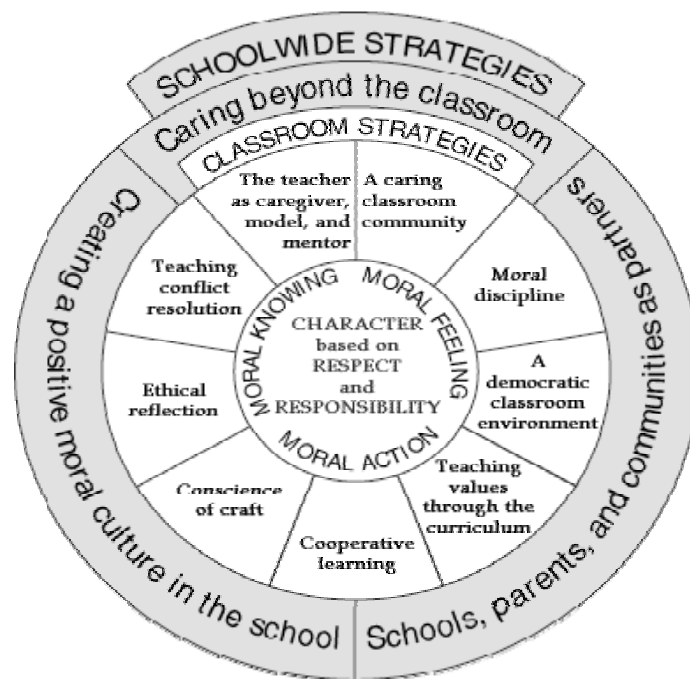 SCHOOLWIDE STRATEGIES
Caring beyond the classroom
CLASSROOM STRATEGIES
The teacher
as caregiver,
model, and
mentor
A caring
classroom
community
Moral
discipline
A
democratic
classroom
environment
Teaching
values
through the
curriculum
Cooperative
learning
Conscience
of craft
Ethical
reflection
Teaching
conflict
resolution
MORAL KNOWING
MORAL FEELING
MORAL ACTION
CHARACTER
based on
RESPECT
and
RESPONSIBILITY
Creating a positive moral culture in the school
Schools, parents, and communities as partners